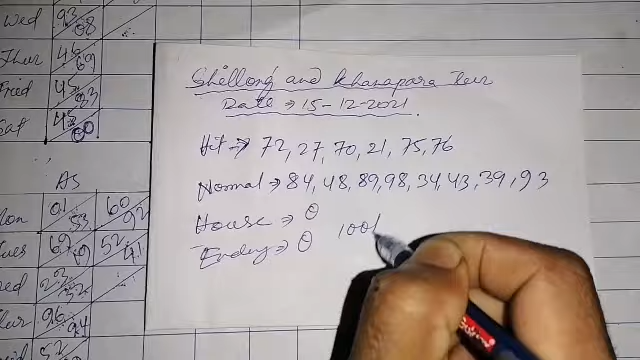 Wed 93 08
Thur 46 69
Fried 45 93
Sat 43 00
AS
Mon 01 53 60 92
Tues 69 52 41
Wed 23 32
Thur 96 94
52
Shillong and Khanapara Teer
Date → 15-12-2021
Hit → 72, 27, 70, 21, 75, 76
Normal → 84, 48, 89, 98, 34, 43, 39, 93
House → 0
Ending → 0 100%